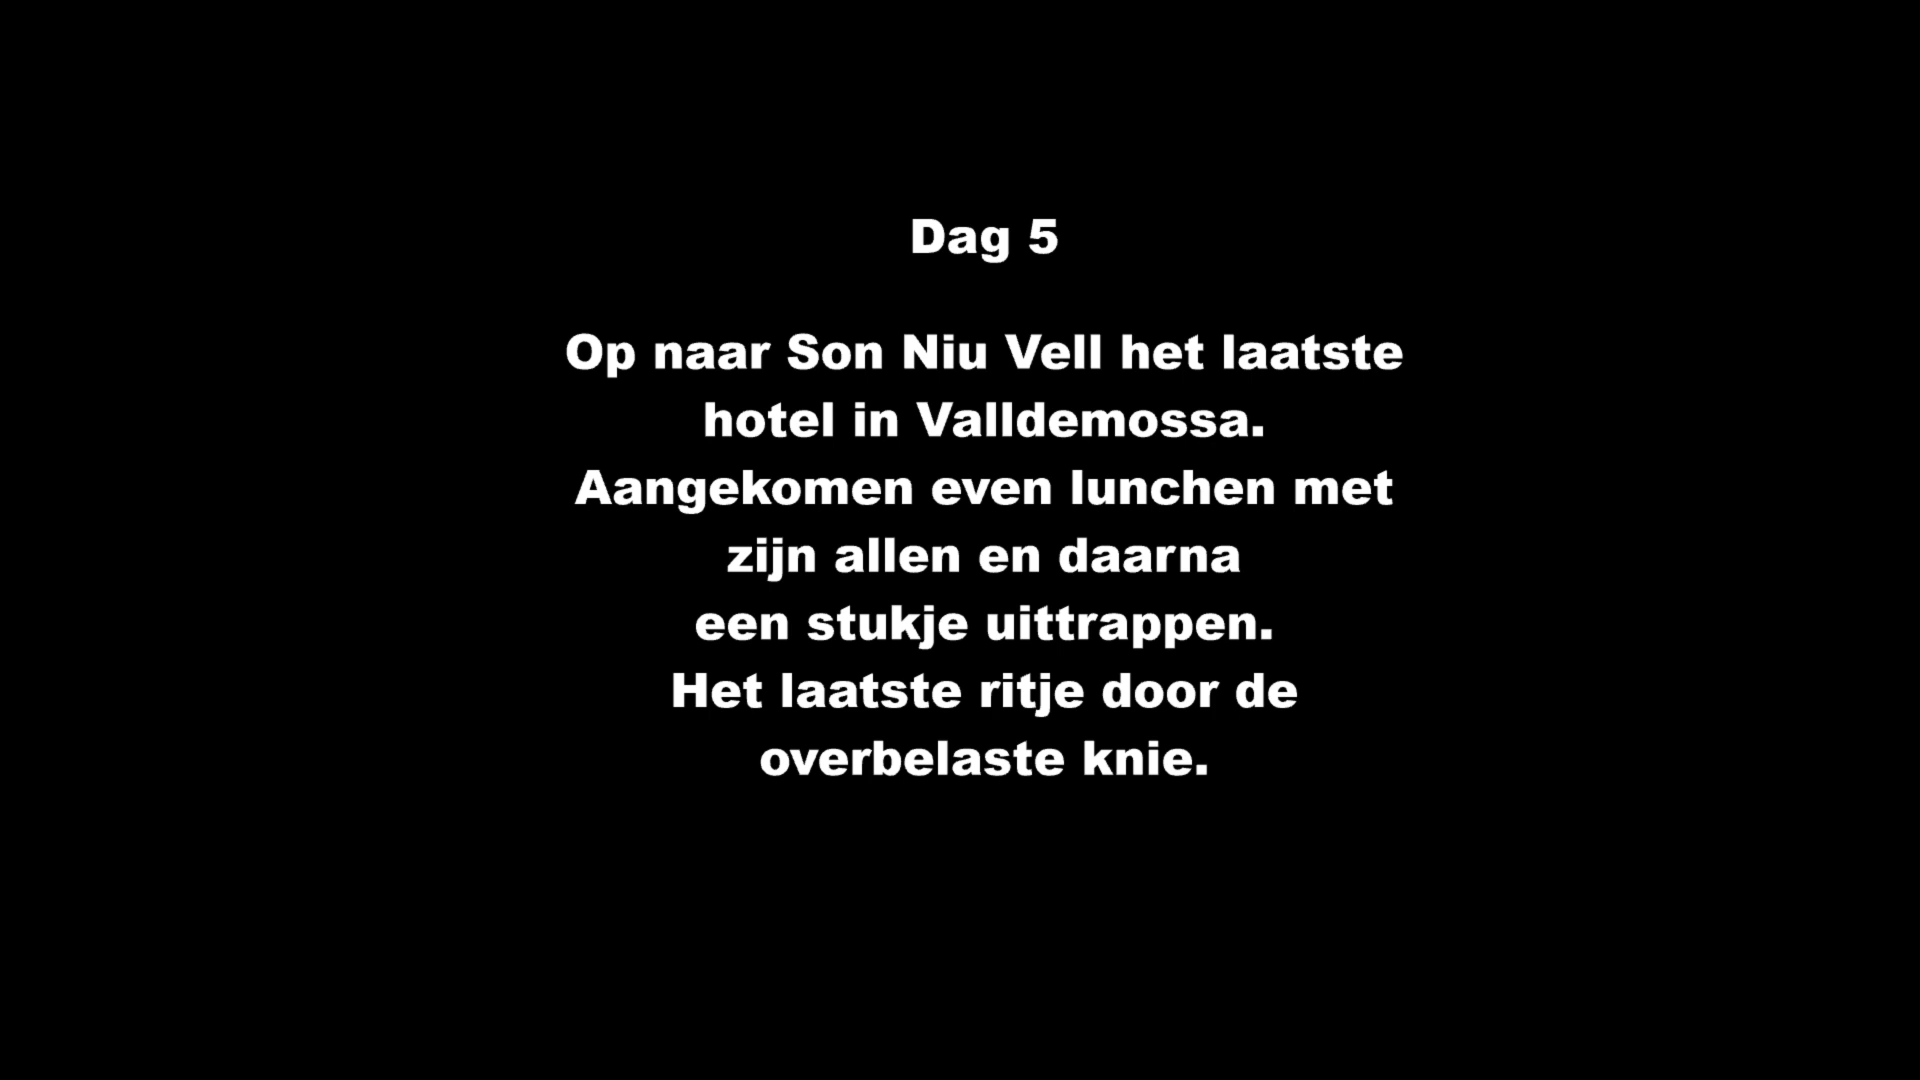 Dag 5
Op naar Son Niu Vell het laatste
hotel in Valldemossa.
Aangekomen even lunchen met
zijn allen en daarna
een stukje uittrappen.
Het laatste ritje door de
overbelaste knie.